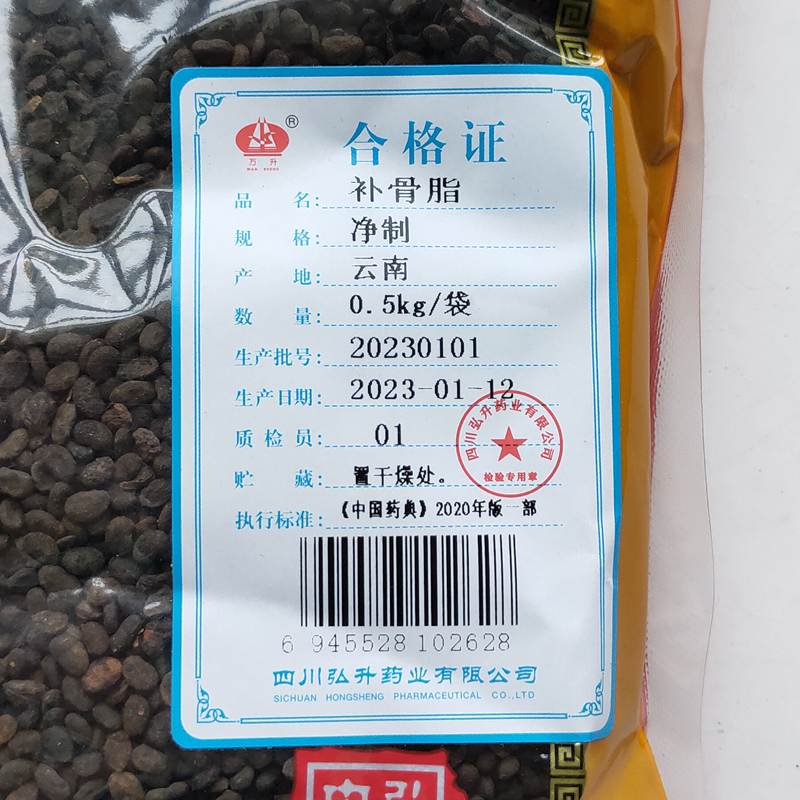 万升
WAN SHENG
®
合格证
品名: 补骨脂
规格: 净制
产地: 云南
数量: 0.5kg/袋
生产批号: 20230101
生产日期: 2023-01-12
质检员: 01
贮藏: 置干燥处。
执行标准: 《中国药典》2020年版一部
四川弘升药业有限公司
检验专用章
6 945528 102628
四川弘升药业有限公司
SICHUAN HONGSHENG PHARMACEUTICAL CO.,LTD
弘